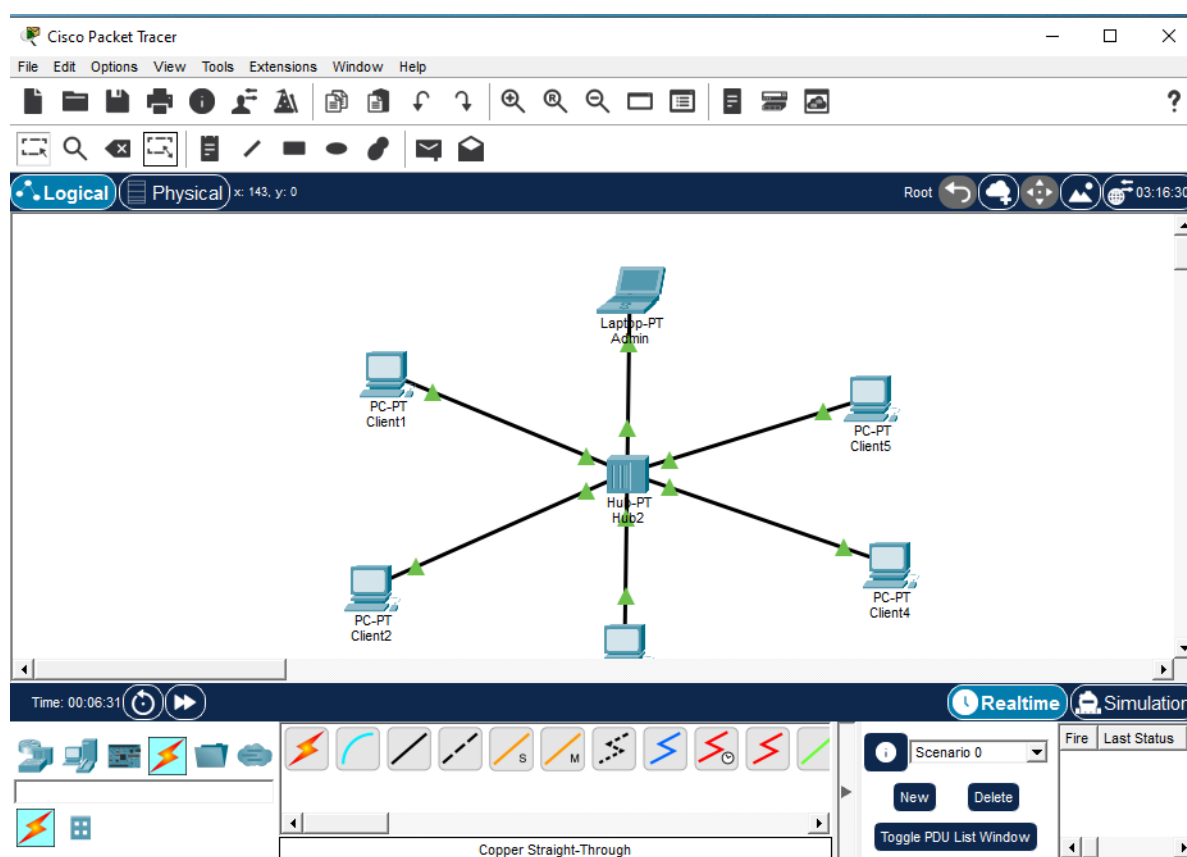 Cisco Packet Tracer
File Edit Options View Tools Extensions Window Help
R
?
Logical Physical x: 143, y: 0 Root 03:16:30
Laptop-PT
Admin
PC-PT
Client1
PC-PT
Client5
Hub-PT
Hub2
PC-PT
Client4
PC-PT
Client2
Time: 00:06:31 Realtime Simulation
S M
Scenario 0
Fire Last Status
New Delete
Toggle PDU List Window
Copper Straight-Through